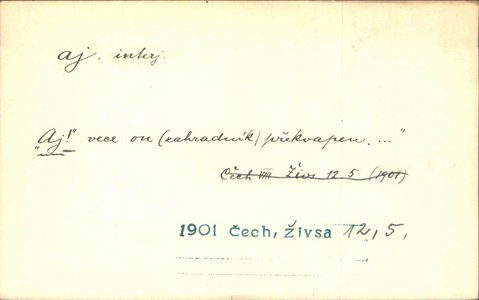 aj, interj.
"Aj!" vece on (zahradník) překvapen ..."
Čech VIII Živs 12 5 (1901)
1901 Čech, Živsa 12, 5,